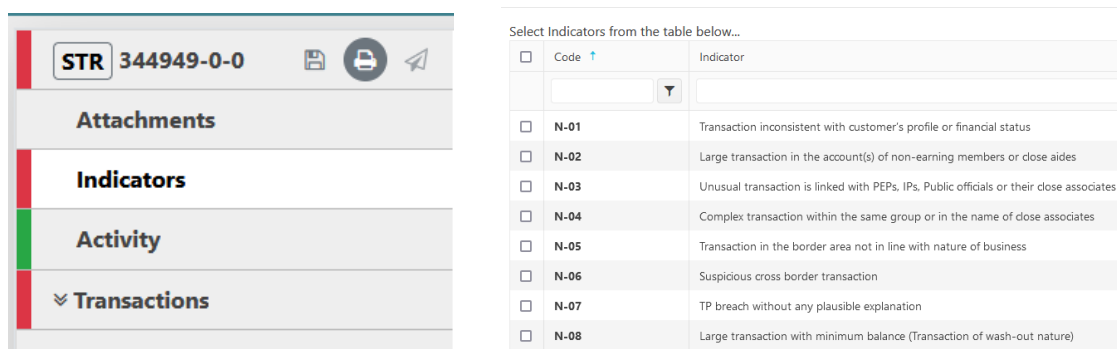 STR 344949-0-0
Attachments
Indicators
Activity
Transactions
Select Indicators from the table below...
Code ↑ Indicator
N-01 Transaction inconsistent with customer's profile or financial status
N-02 Large transaction in the account(s) of non-earning members or close aides
N-03 Unusual transaction is linked with PEPs, IPs, Public officials or their close associates
N-04 Complex transaction within the same group or in the name of close associates
N-05 Transaction in the border area not in line with nature of business
N-06 Suspicious cross border transaction
N-07 TP breach without any plausible explanation
N-08 Large transaction with minimum balance (Transaction of wash-out nature)